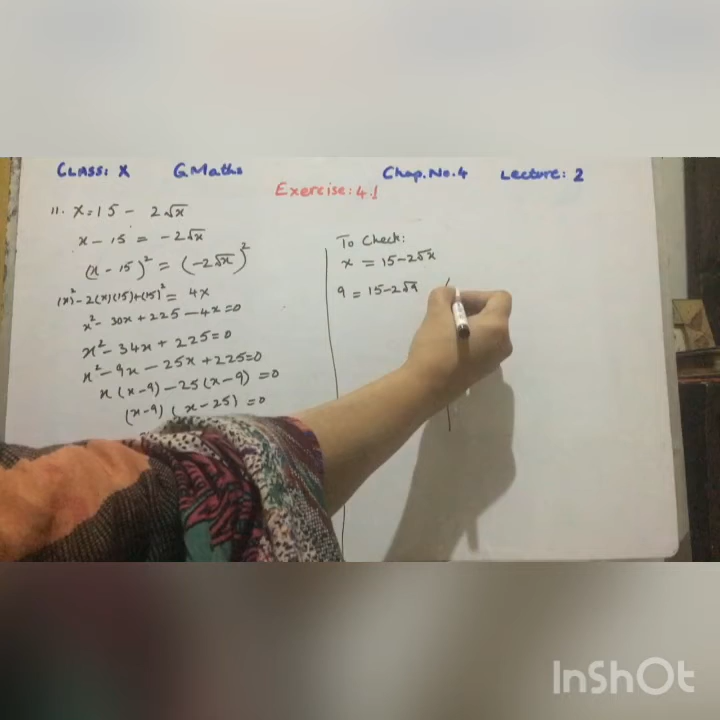 CLASS: X GMaths Chap.No.4 Lecture: 2
Exercise: 4.1
11. x=15 - 2√x
x - 15 = -2√x
(x - 15)² = (-2√x)²
(x)² - 2(x)(15)+(15)² = 4x
x² - 30x + 225 - 4x = 0
x² - 34x + 225 = 0
x² - 9x - 25x + 225 = 0
x(x-9) - 25(x-9) = 0
(x-9) (x-25) = 0
To Check:
x = 15-2√x
9 = 15-2√9
InShOt